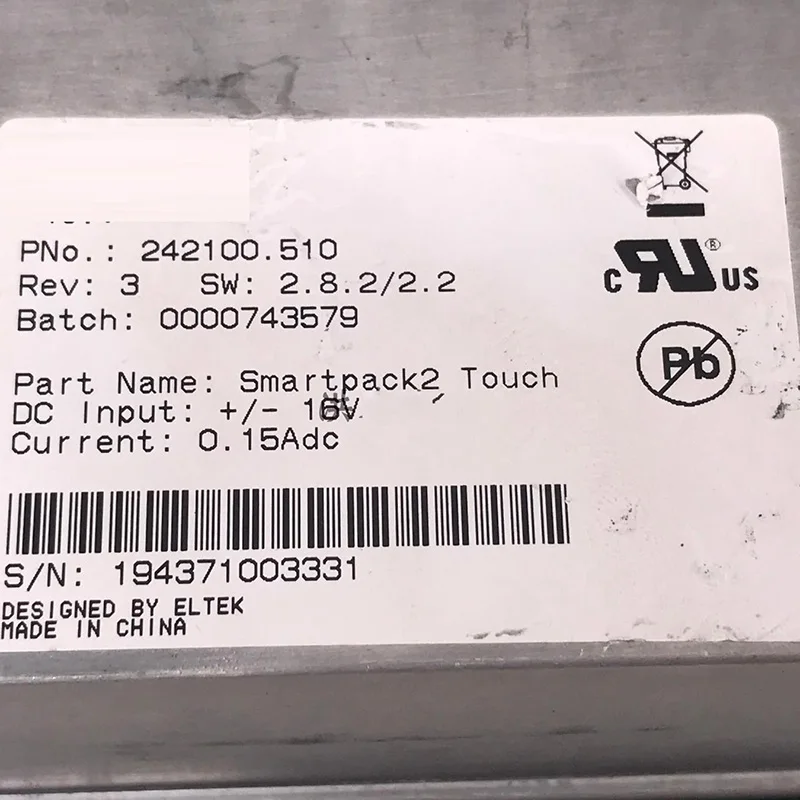 PNo.: 242100.510
Rev: 3 SW: 2.8.2/2.2
Batch: 0000743579
Part Name: Smartpack2 Touch
DC Input: +/- 16V
Current: 0.15Adc
S/N: 194371003331
DESIGNED BY ELTEK
MADE IN CHINA
C RU ® US
Pb